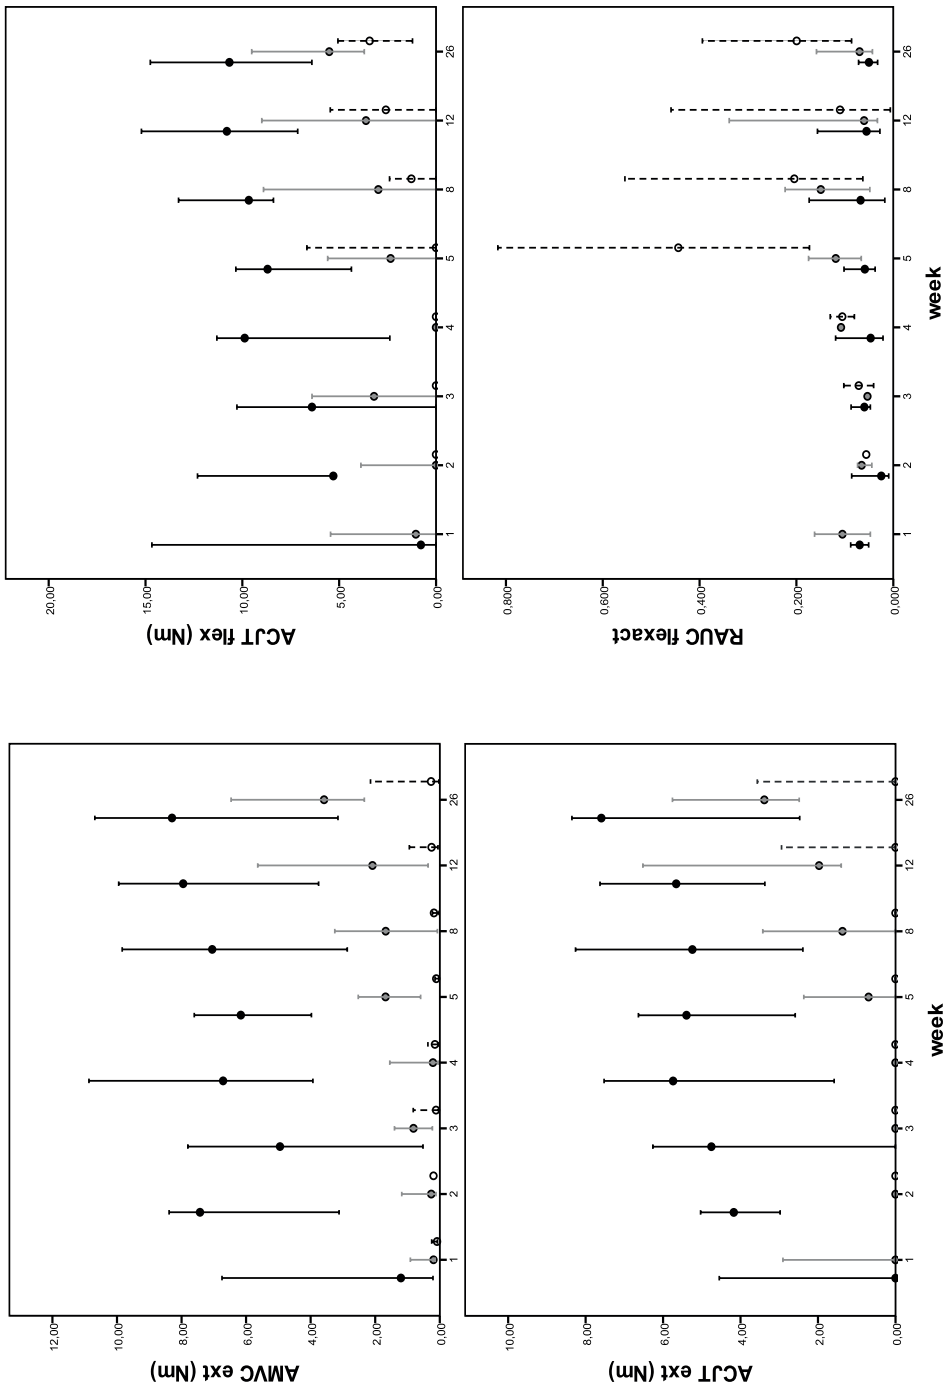 AMVC ext (Nm)
12,00
10,00
8,00
6,00
4,00
2,00
0,00
1 2 3 4 5 8 12 26
ACJT flex (Nm)
20,00
15,00
10,00
5,00
0,00
1 2 3 4 5 8 12 26
ACJT ext (Nm)
10,00
8,00
6,00
4,00
2,00
0,00
1 2 3 4 5 8 12 26
week
RAUC flexact
0,800
0,600
0,400
0,200
0,000
1 2 3 4 5 8 12 26
week